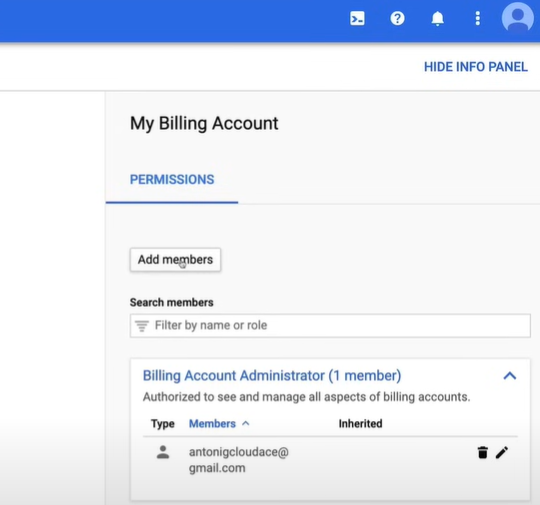 HIDE INFO PANEL
My Billing Account
PERMISSIONS
Add members
Search members
Filter by name or role
Billing Account Administrator (1 member)
Authorized to see and manage all aspects of billing accounts.
Type Members Inherited
antonigcloudace@
gmail.com